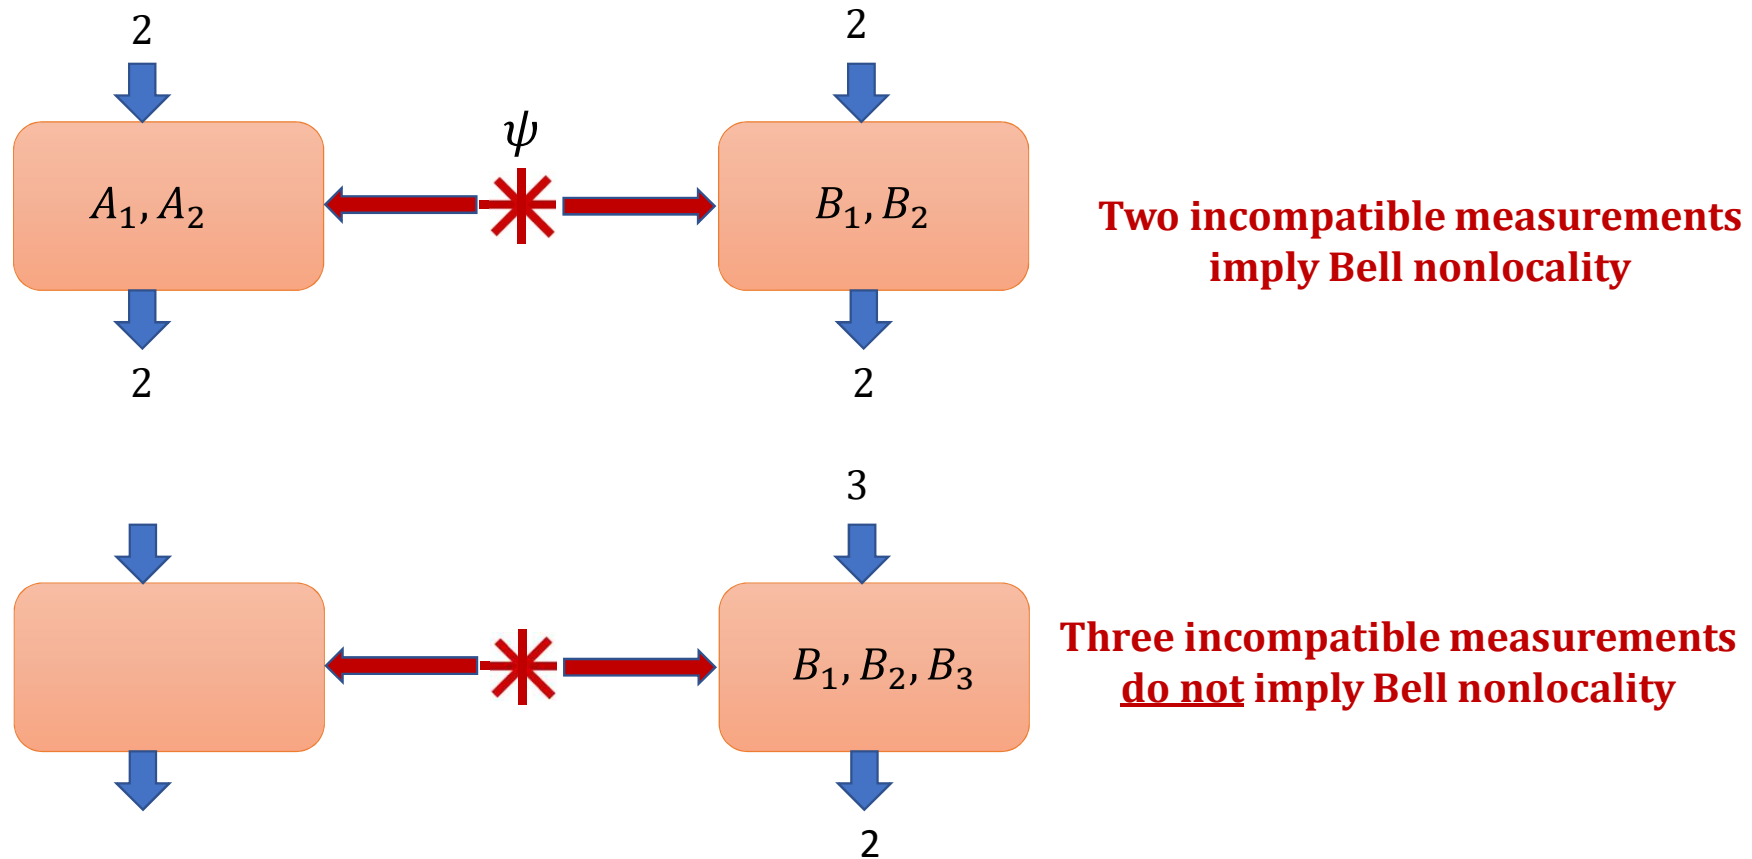 2 2
ψ
A₁, A₂ B₁, B₂
Two incompatible measurements
imply Bell nonlocality
2 2
3
B₁, B₂, B₃
Three incompatible measurements
do not imply Bell nonlocality
2